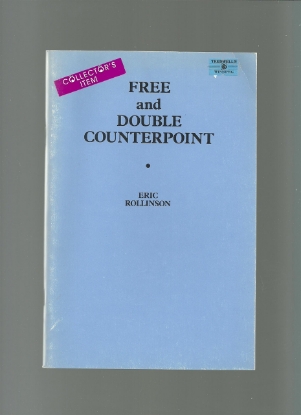 COLLECTOR'S
ITEM
FREE
and
DOUBLE
COUNTERPOINT
ERIC
ROLLINSON